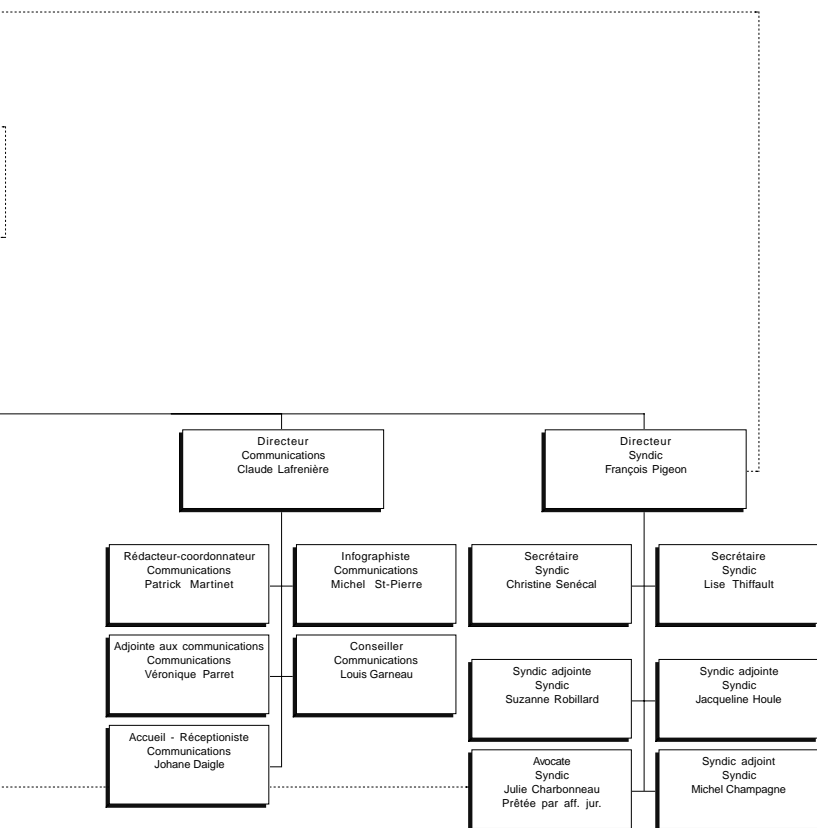 Directeur
Communications
Claude Lafrenière
Directeur
Syndic
François Pigeon
Rédacteur-coordonnateur
Communications
Patrick Martinet
Infographiste
Communications
Michel St-Pierre
Secrétaire
Syndic
Christine Senécal
Secrétaire
Syndic
Lise Thiffault
Adjointe aux communications
Communications
Véronique Parret
Conseiller
Communications
Louis Garneau
Syndic adjointe
Syndic
Suzanne Robillard
Syndic adjointe
Syndic
Jacqueline Houle
Accueil - Réceptioniste
Communications
Johane Daigle
Avocate
Syndic
Julie Charbonneau
Prêtée par aff. jur.
Syndic adjoint
Syndic
Michel Champagne